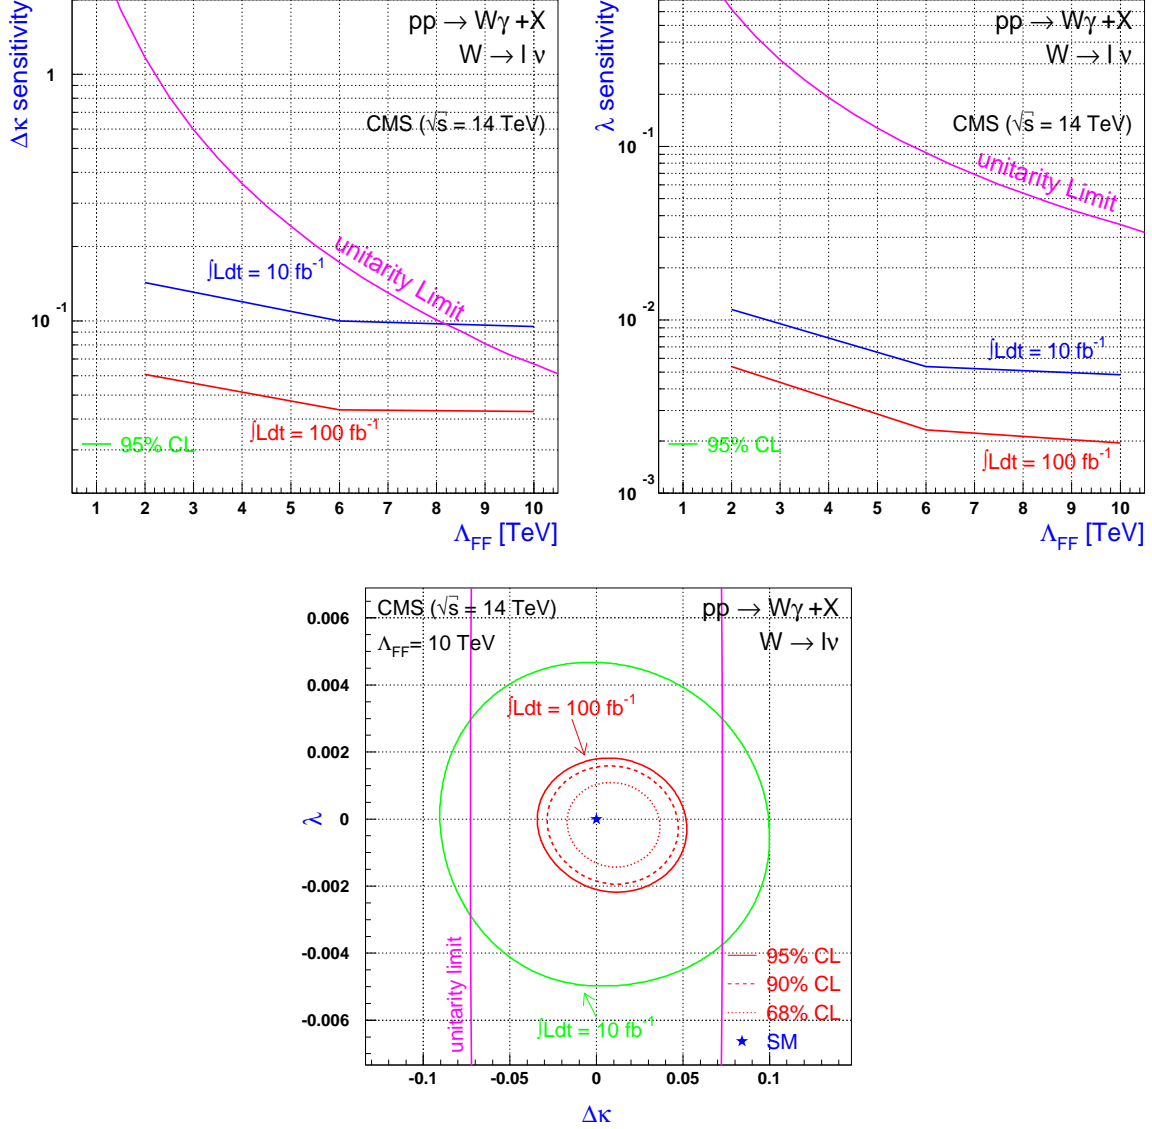 Δκ sensitivity
pp → Wγ +X
W → l ν
CMS (√s = 14 TeV)
1
10⁻¹
unitarity Limit
∫Ldt = 10 fb⁻¹
∫Ldt = 100 fb⁻¹
95% CL
1 2 3 4 5 6 7 8 9 10
Λ_FF [TeV]
λ sensitivity
pp → Wγ +X
W → l ν
CMS (√s = 14 TeV)
10⁻¹
unitarity Limit
10⁻²
∫Ldt = 10 fb⁻¹
95% CL
∫Ldt = 100 fb⁻¹
10⁻³
1 2 3 4 5 6 7 8 9 10
Λ_FF [TeV]
CMS (√s = 14 TeV)
Λ_FF= 10 TeV
pp → Wγ +X
W → lν
0.006
0.004
0.002
0
-0.002
-0.004
-0.006
λ
∫Ldt = 100 fb⁻¹
unitarity limit
∫Ldt = 10 fb⁻¹
95% CL
90% CL
68% CL
SM
-0.1 -0.05 0 0.05 0.1
Δκ